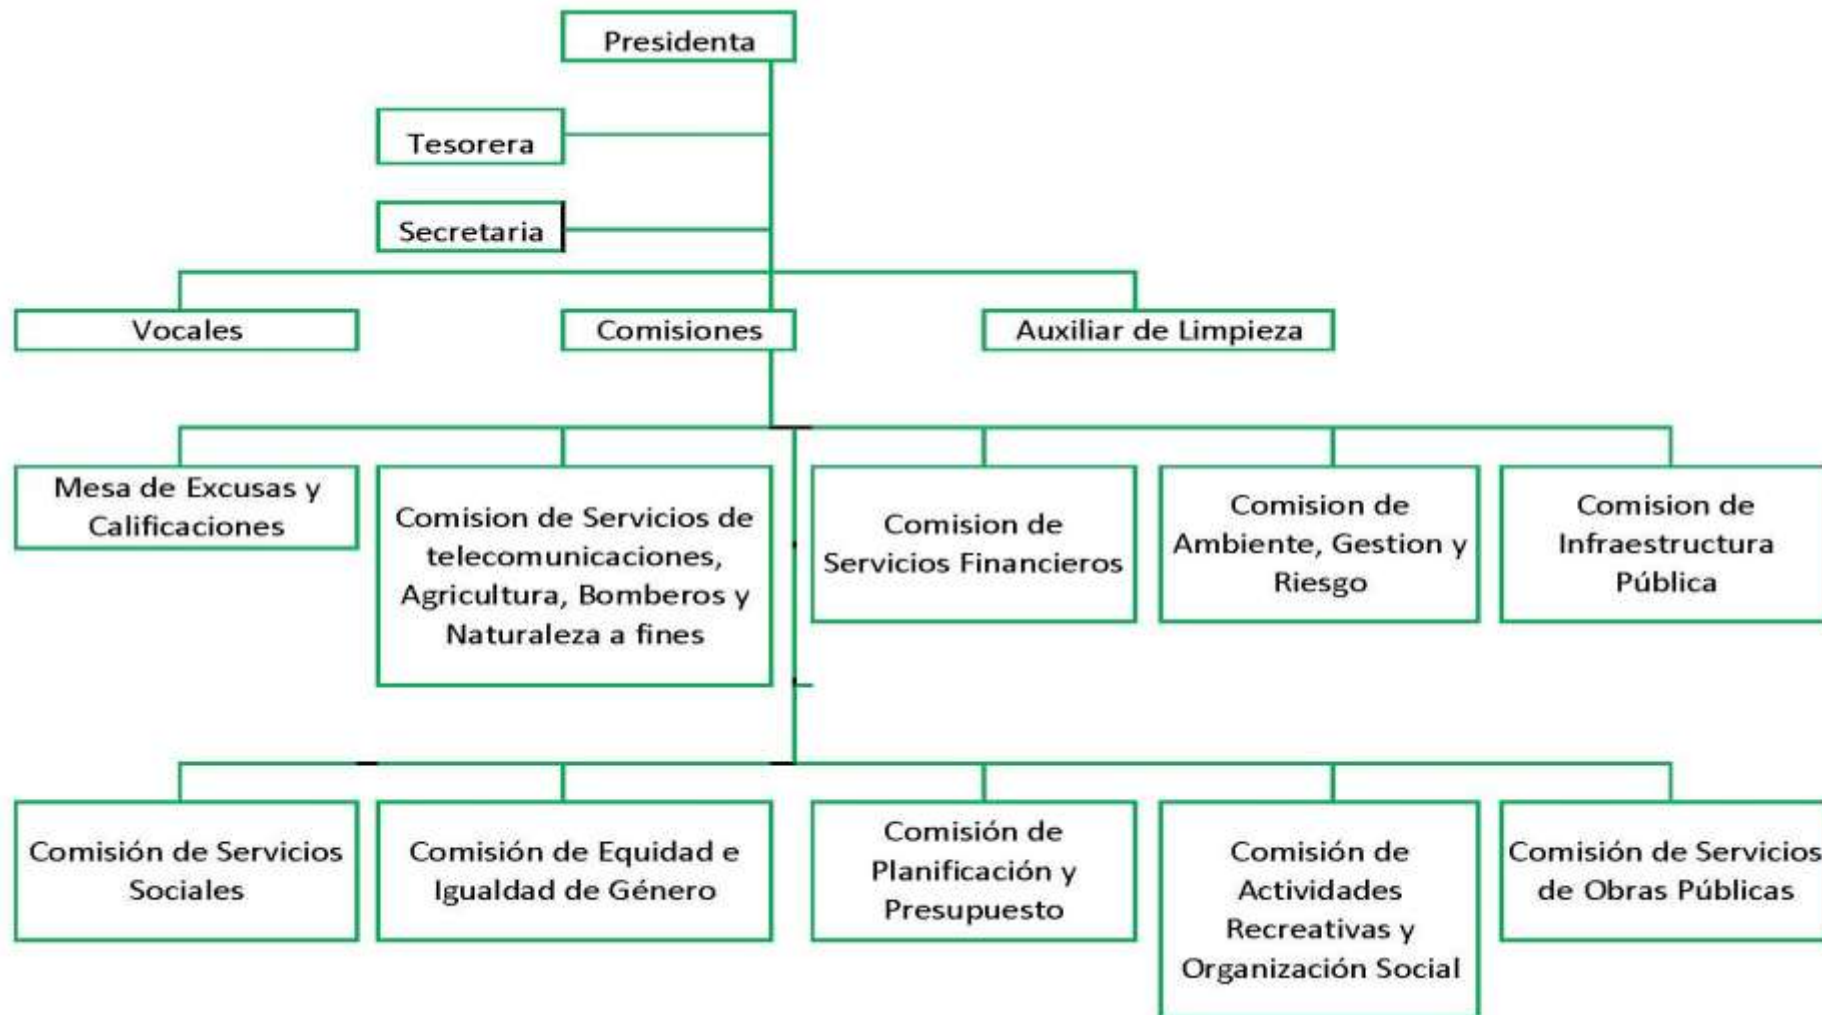 Presidenta
Tesorera
Secretaria
Vocales
Comisiones
Auxiliar de Limpieza
Mesa de Excusas y
Calificaciones
Comision de Servicios de
telecomunicaciones,
Agricultura, Bomberos y
Naturaleza a fines
Comision de
Servicios Financieros
Comision de
Ambiente, Gestion y
Riesgo
Comision de
Infraestructura
Pública
Comisión de Servicios
Sociales
Comisión de Equidad e
Igualdad de Género
Comisión de
Planificación y
Presupuesto
Comisión de
Actividades
Recreativas y
Organización Social
Comisión de Servicios
de Obras Públicas